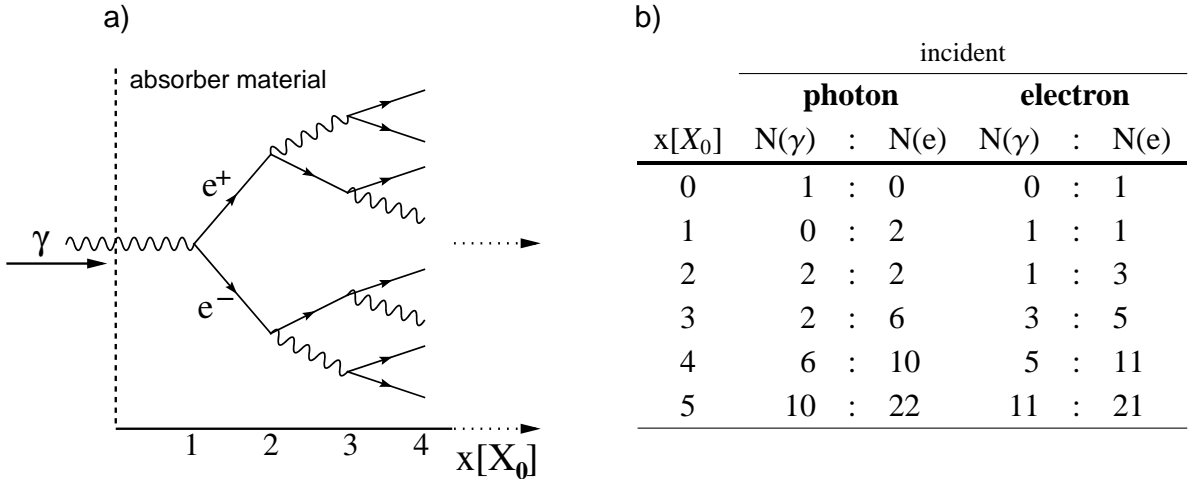 a)
absorber material
γ
e+
e−
1 2 3 4
x[X0]
b)
incident
photon electron
x[X0] N(γ) : N(e) N(γ) : N(e)
0 1 : 0 0 : 1
1 0 : 2 1 : 1
2 2 : 2 1 : 3
3 2 : 6 3 : 5
4 6 : 10 5 : 11
5 10 : 22 11 : 21